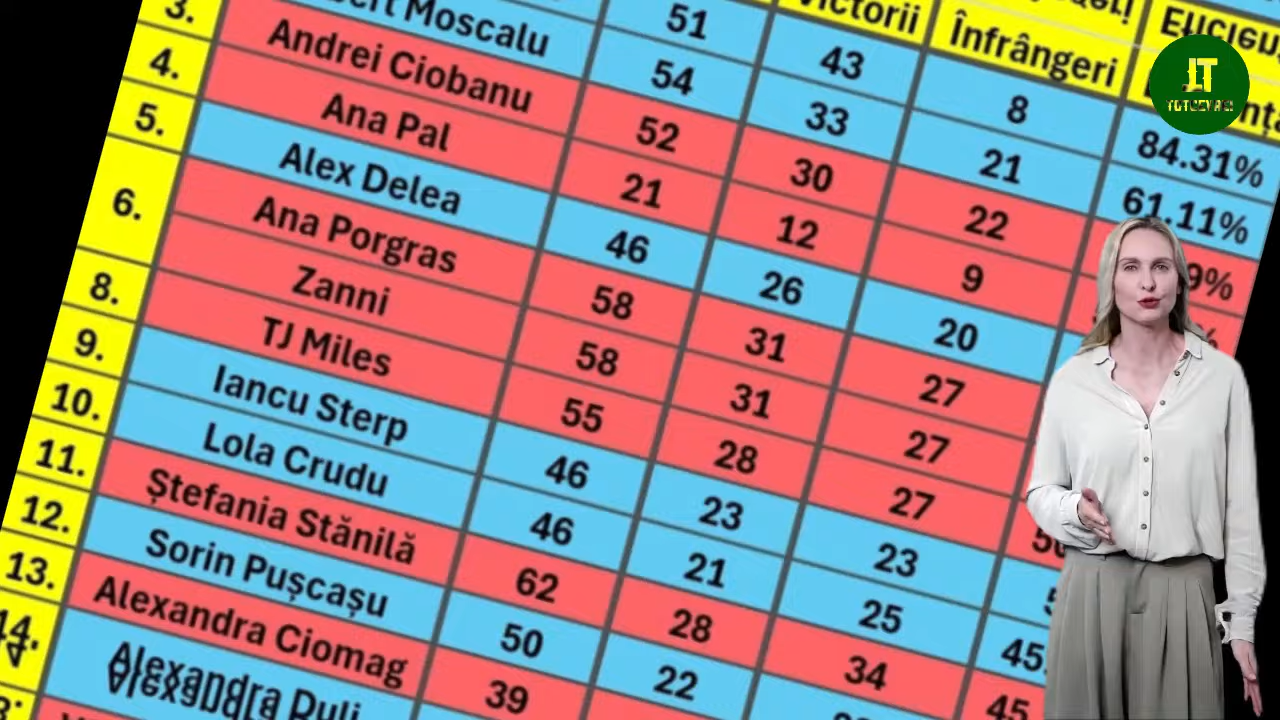 Victorii Înfrângeri
51 43 8 84.31%
Moscalu 54 33 21 61.11%
3. Andrei Ciobanu 52 30 22
4. Ana Pal 21 12 9
5. Alex Delea 46 26 20
6. Ana Porgras 58 31 27
Zanni 58 31 27
8. TJ Miles 55 28 27
9. Iancu Sterp 46 23 23
10. Lola Crudu 46 21 25
11. Ștefania Stănilă 62 28 34
12. Sorin Pușcașu 50 22
13. Alexandra Ciomag 39
14. Alexandra